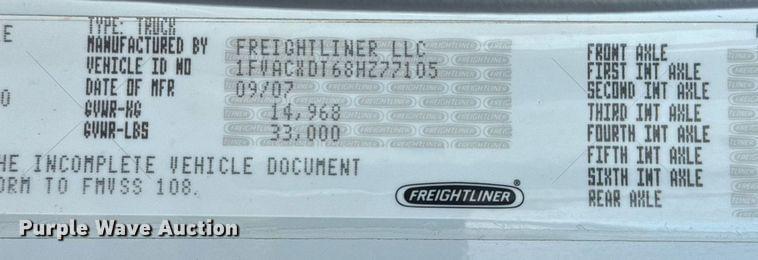 TYPE: TRUCK
E
MANUFACTURED BY FREIGHTLINER LLC
VEHICLE ID NO 1FVACXDT68HZ77105
DATE OF MFR 09/07
0
GVWR-KG 14,968
GVWR-LBS 33,000
HE INCOMPLETE VEHICLE DOCUMENT
ORM TO FMVSS 108.
FREIGHTLINER®
FRONT AXLE
FIRST INT AXLE
SECOND INT AXLE
THIRD INT AXLE
FOURTH INT AXLE
FIFTH INT AXLE
SIXTH INT AXLE
REAR AXLE
Purple Wave Auction